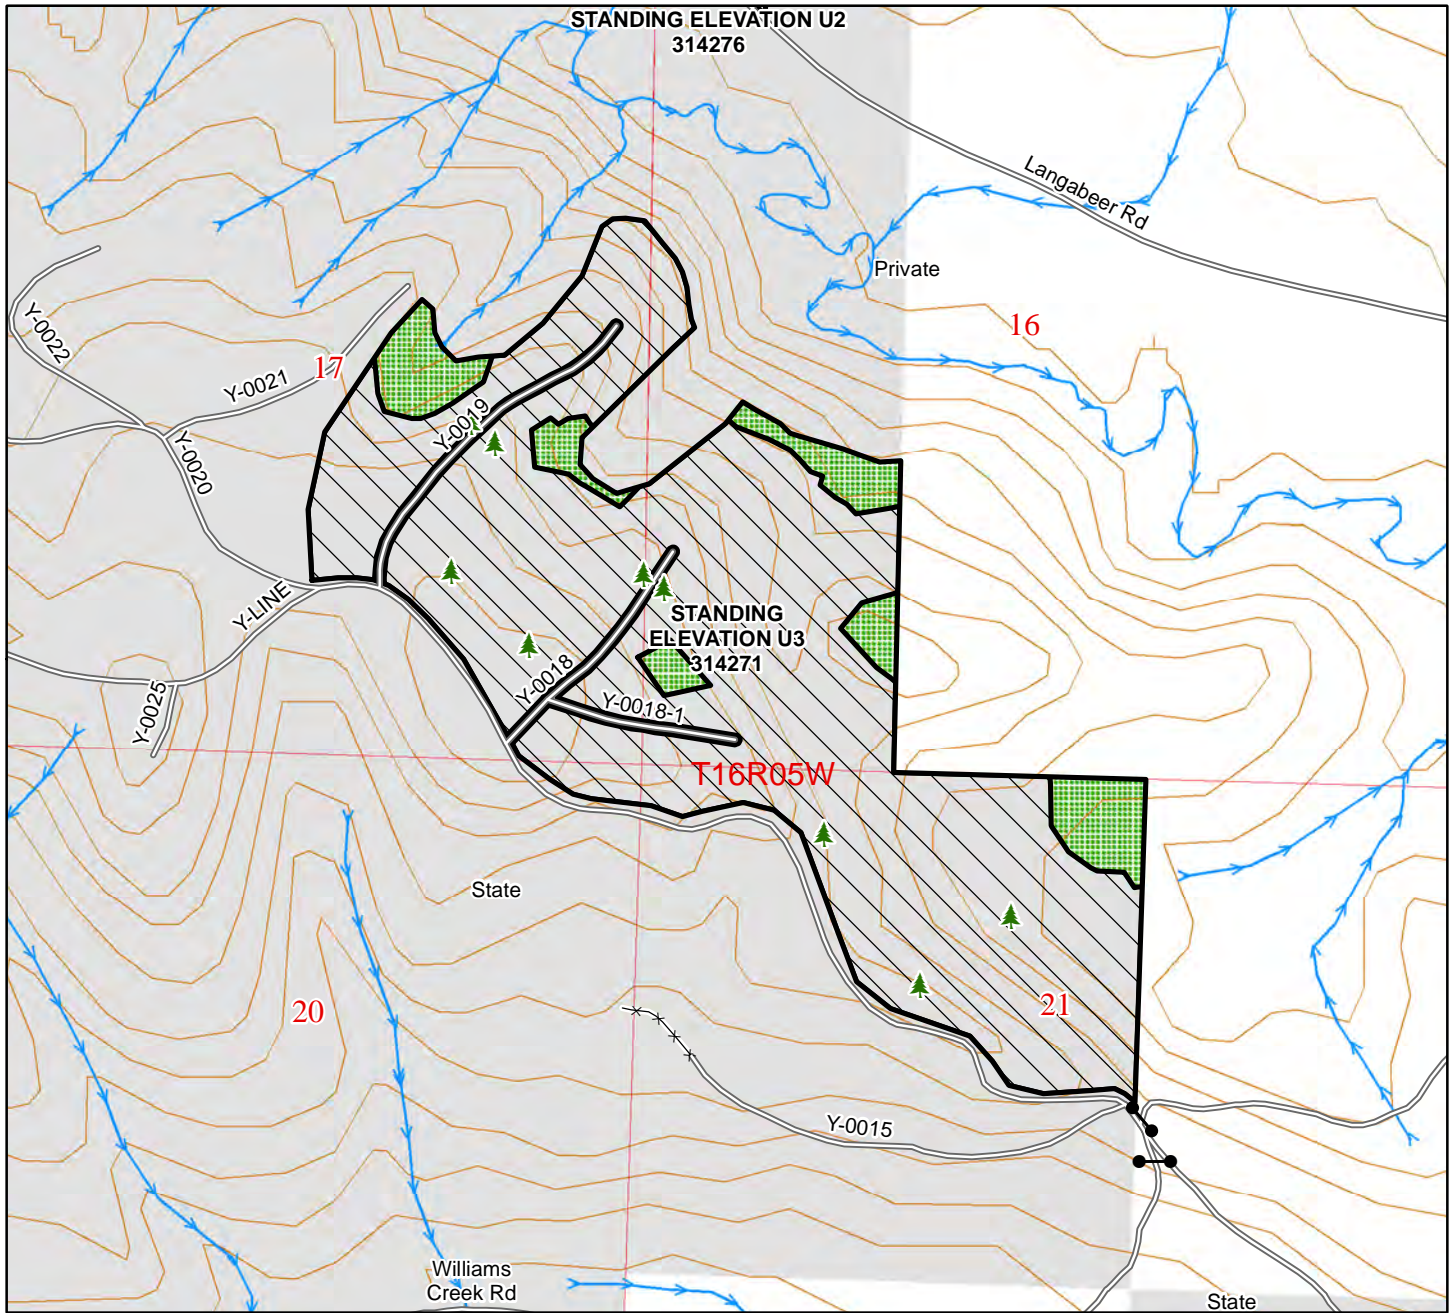 STANDING ELEVATION U2
314276
Langabeer Rd
Private
16
Y-0022
17
Y-0021
Y-0019
Y-0020
Y-LINE
STANDING
ELEVATION U3
314271
Y-0018
Y-0018-1
Y-0025
T16R05W
State
20
21
Y-0015
Williams
Creek Rd
State